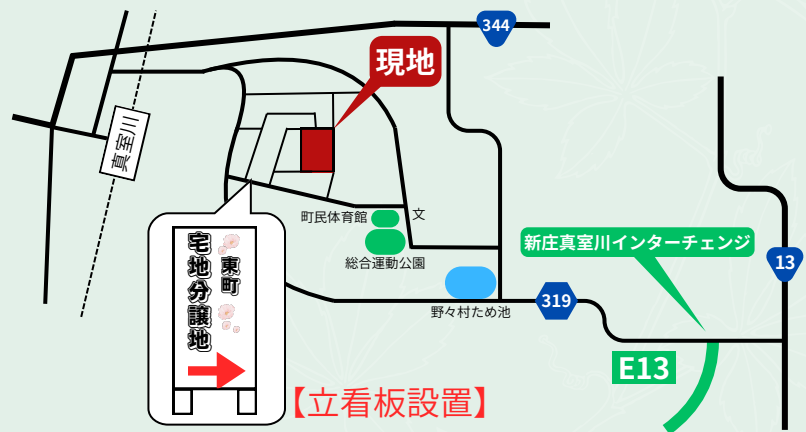 344
現地
真室川
町民体育館
文
総合運動公園
野々村ため池
319
新庄真室川インターチェンジ
13
E13
東町
宅地分譲地
【立看板設置】